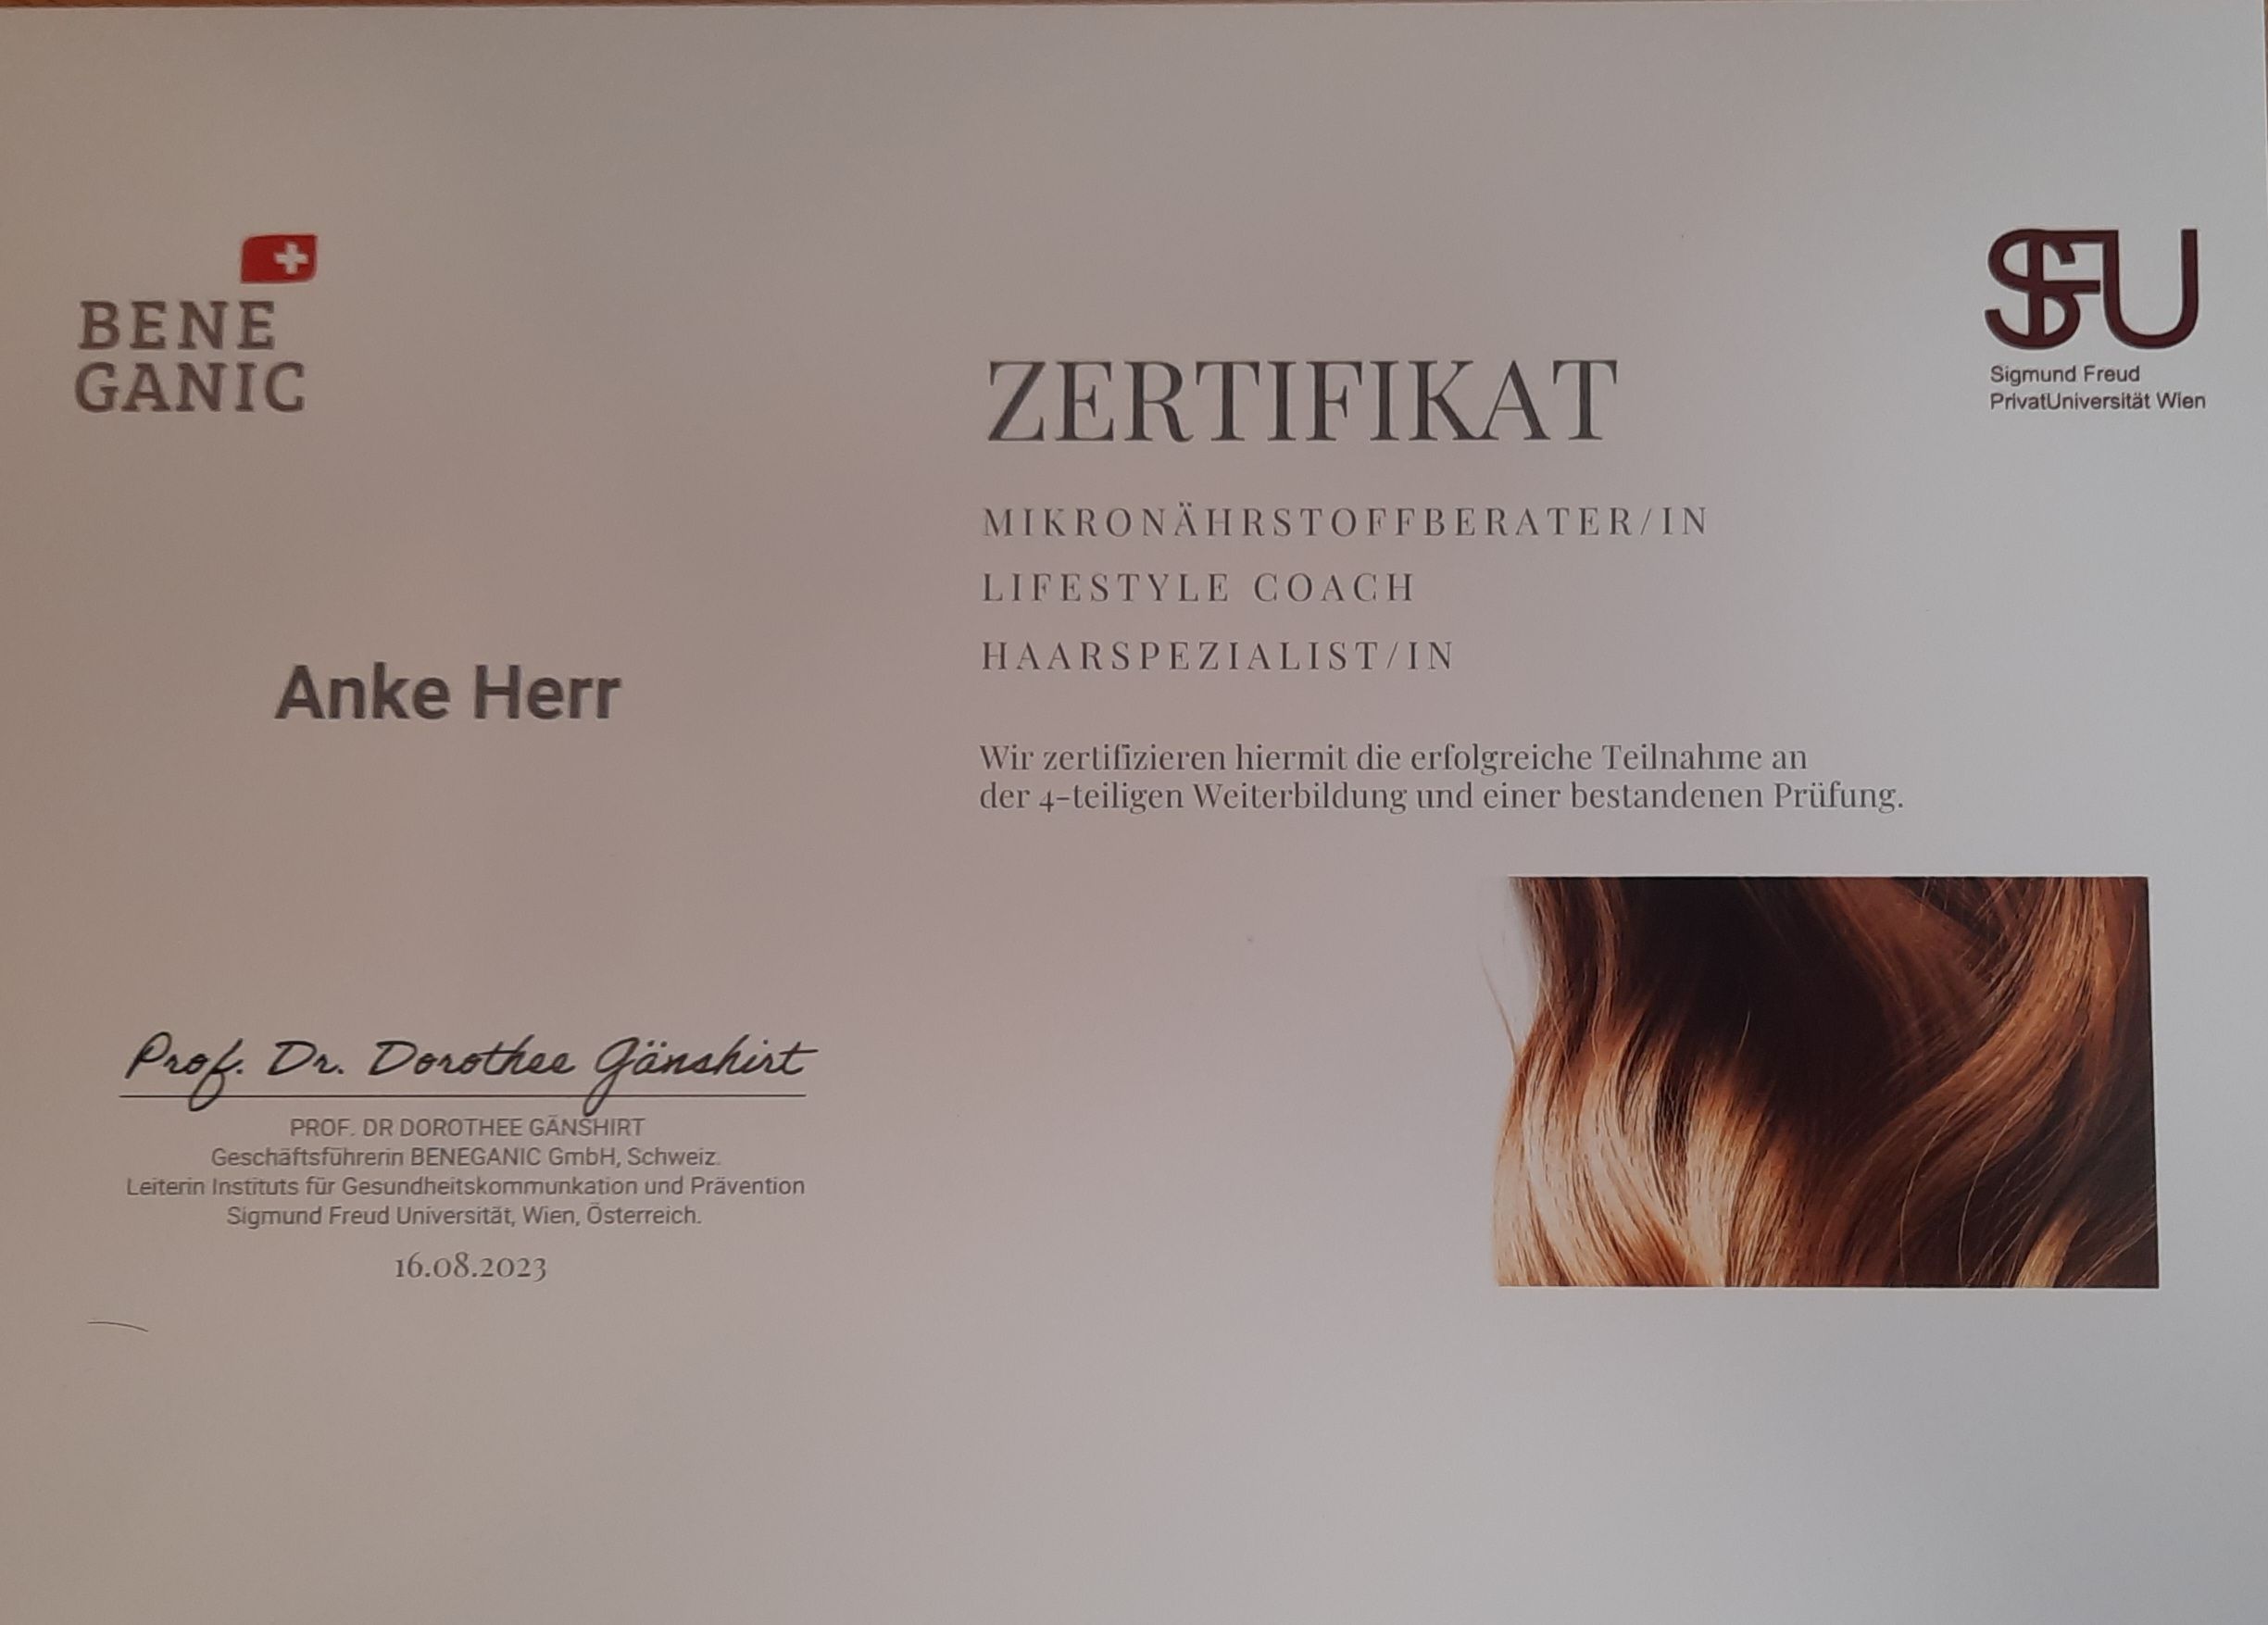 BENE
GANIC
SFU
Sigmund Freud
PrivatUniversität Wien
ZERTIFIKAT
MIKRONÄHRSTOFFBERATER/IN
LIFESTYLE COACH
HAARSPEZIALIST/IN
Anke Herr
Wir zertifizieren hiermit die erfolgreiche Teilnahme an
der 4-teiligen Weiterbildung und einer bestandenen Prüfung.
Prof. Dr. Dorothee Gänshirt
PROF. DR DOROTHEE GÄNSHIRT
Geschäftsführerin BENEGANIC GmbH, Schweiz.
Leiterin Instituts für Gesundheitskommunkation und Prävention
Sigmund Freud Universität, Wien, Österreich.
16.08.2023